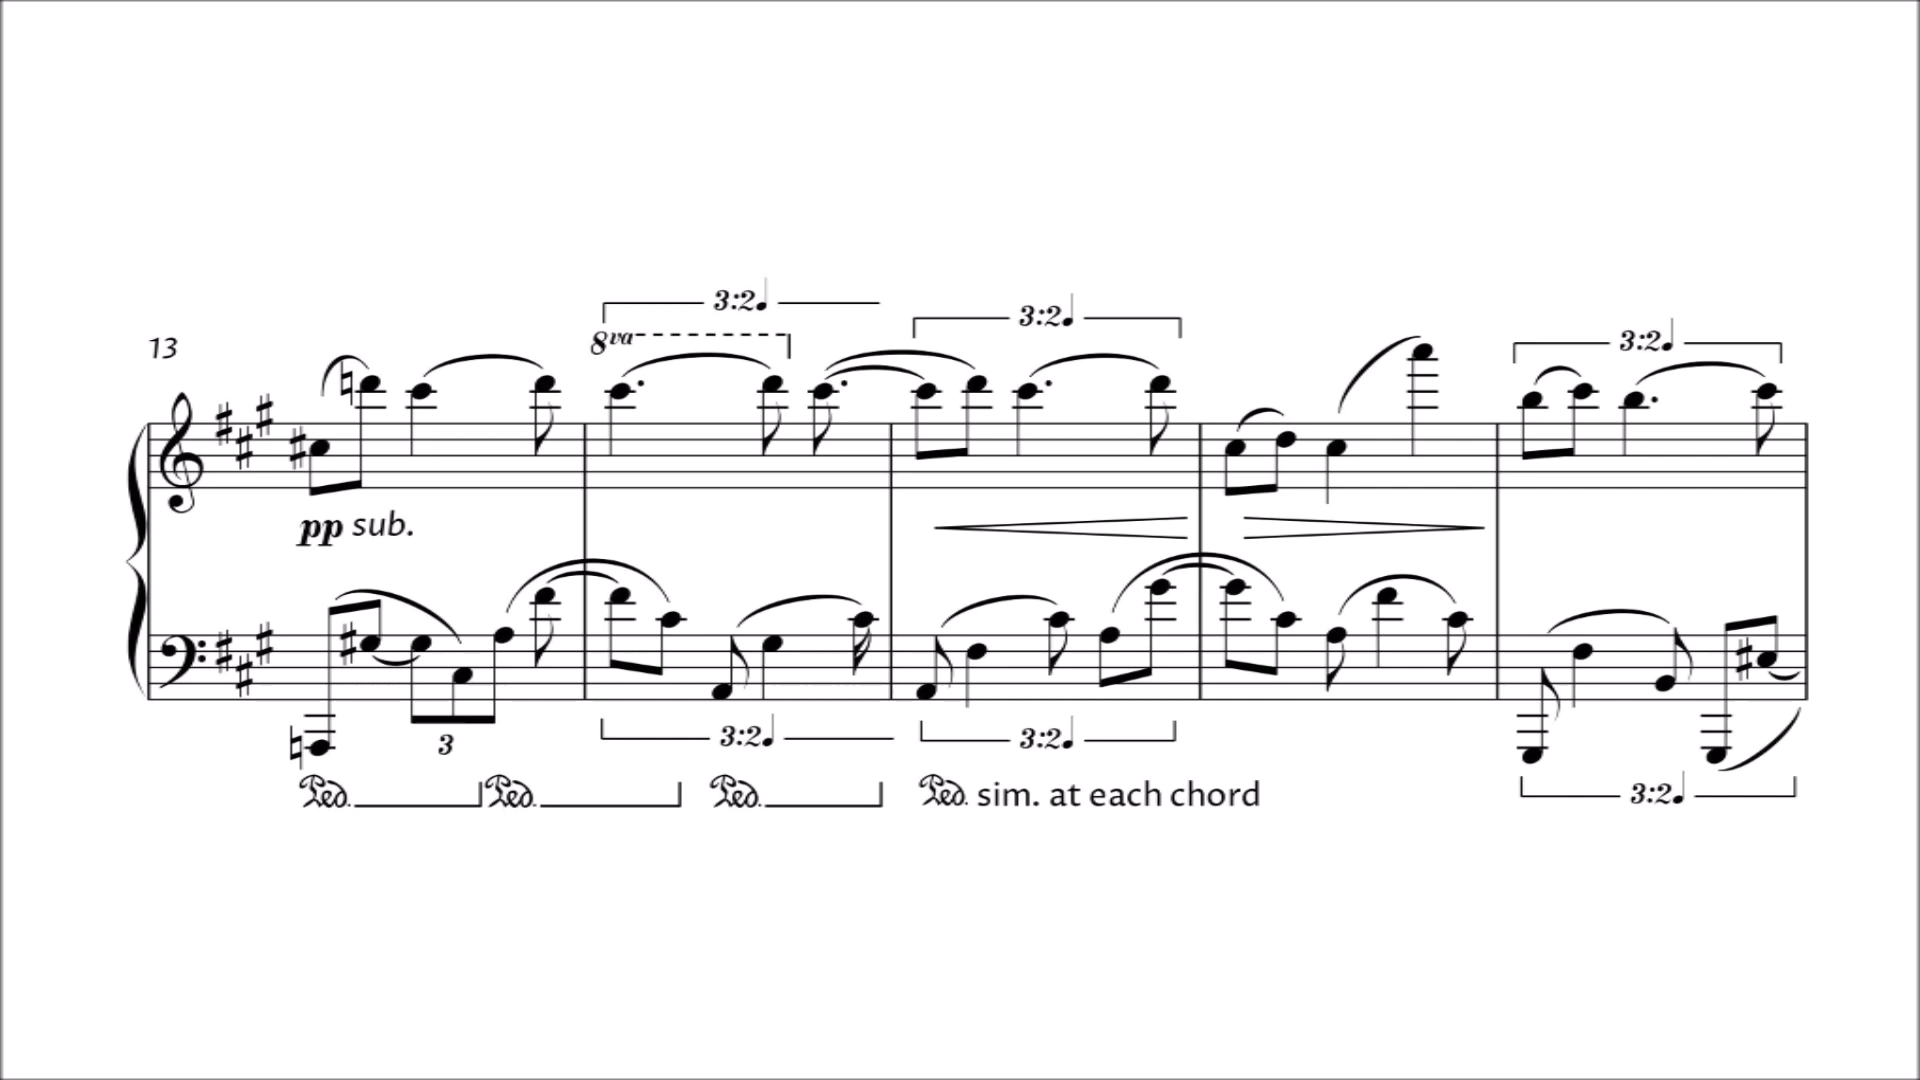 3:2♩
3:2♩
8va
13
3:2♩
pp sub.
3
3:2♩
3:2♩
Ped. Ped. Ped. Ped. sim. at each chord
3:2♩